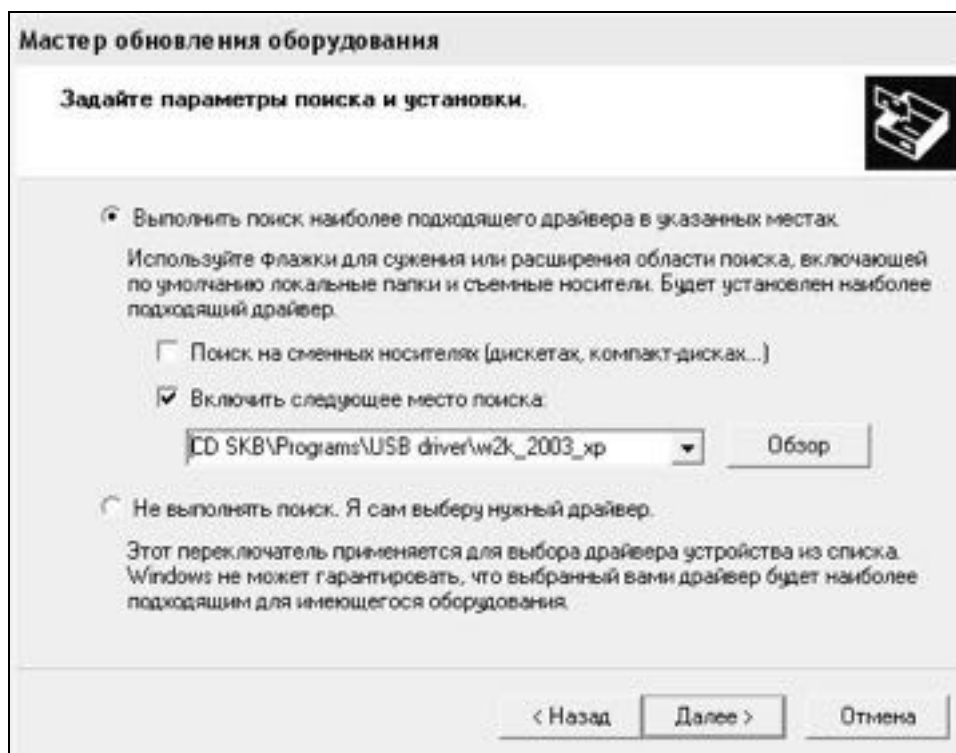 Мастер обновления оборудования
Задайте параметры поиска и установки.
Выполнить поиск наиболее подходящего драйвера в указанных местах.
Используйте флажки для сужения или расширения области поиска, включающей
по умолчанию локальные папки и съемные носители. Будет установлен наиболее
подходящий драйвер.
Поиск на сменных носителях (дискетах, компакт-дисках...)
Включить следующее место поиска:
CD SKB\Programs\USB driver\w2k_2003_xp
Обзор
Не выполнять поиск. Я сам выберу нужный драйвер.
Этот переключатель применяется для выбора драйвера устройства из списка.
Windows не может гарантировать, что выбранный вами драйвер будет наиболее
подходящим для имеющегося оборудования.
< Назад
Далее >
Отмена